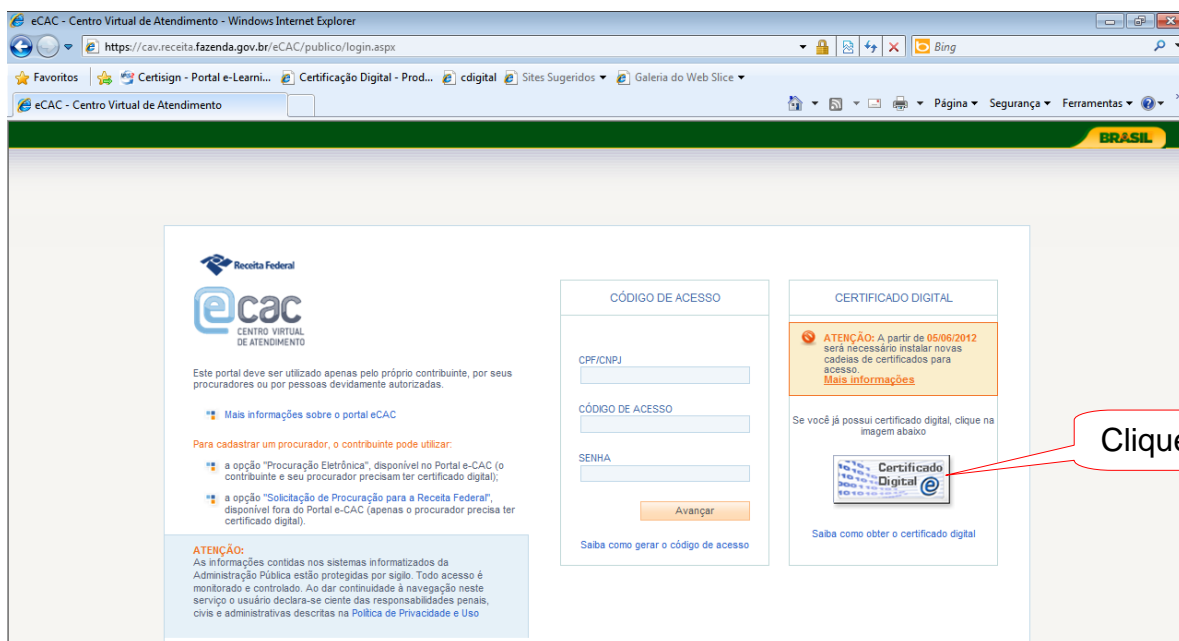 eCAC - Centro Virtual de Atendimento - Windows Internet Explorer
https://cav.receita.fazenda.gov.br/eCAC/publico/login.aspx
Bing
Favoritos
Certisign - Portal e-Learni...
Certificação Digital - Prod...
cdigital
Sites Sugeridos
Galeria do Web Slice
eCAC - Centro Virtual de Atendimento
Página
Segurança
Ferramentas
BRASIL
Receita Federal
ecac
CENTRO VIRTUAL
DE ATENDIMENTO
Este portal deve ser utilizado apenas pelo próprio contribuinte, por seus
procuradores ou por pessoas devidamente autorizadas.
Mais informações sobre o portal eCAC
Para cadastrar um procurador, o contribuinte pode utilizar:
a opção "Procuração Eletrônica", disponível no Portal e-CAC (o
contribuinte e seu procurador precisam ter certificado digital);
a opção "Solicitação de Procuração para a Receita Federal",
disponível fora do Portal e-CAC (apenas o procurador precisa ter
certificado digital).
ATENÇÃO:
As informações contidas nos sistemas informatizados da
Administração Pública estão protegidas por sigilo. Todo acesso é
monitorado e controlado. Ao dar continuidade à navegação neste
serviço o usuário declara-se ciente das responsabilidades penais,
civis e administrativas descritas na Política de Privacidade e Uso
CÓDIGO DE ACESSO
CPF/CNPJ
CÓDIGO DE ACESSO
SENHA
Avançar
Saiba como gerar o código de acesso
CERTIFICADO DIGITAL
ATENÇÃO: A partir de 05/06/2012
será necessário instalar novas
cadeias de certificados para
acesso.
Mais informações
Se você já possui certificado digital, clique na
imagem abaixo
Certificado
Digital e
Saiba como obter o certificado digital
Clique